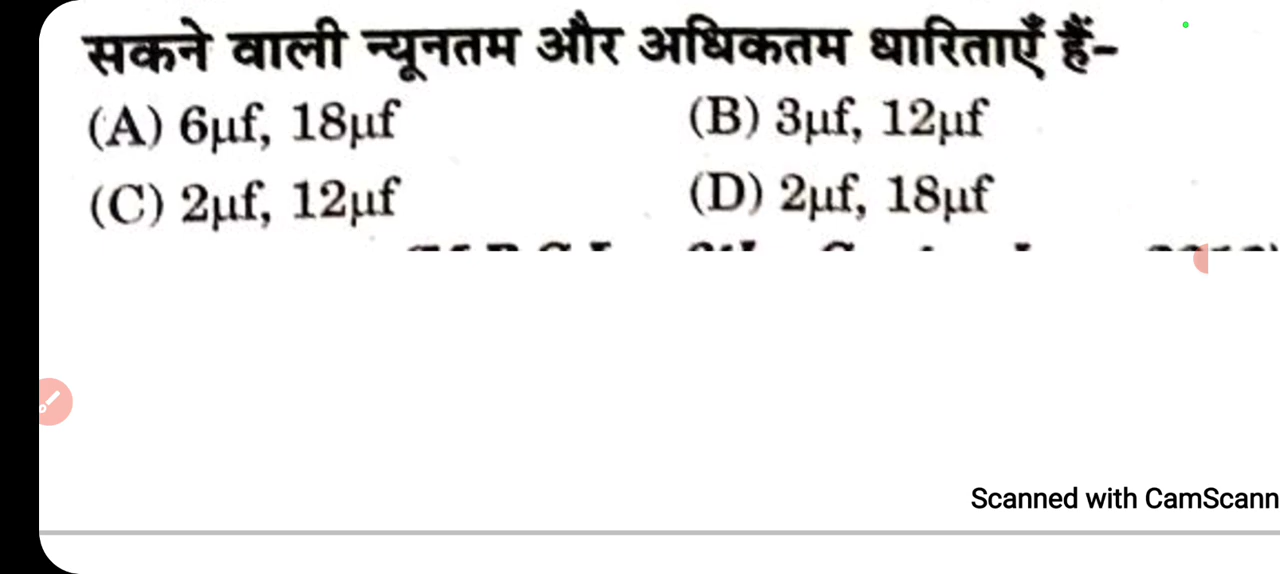 सकने वाली न्यूनतम और अधिकतम धारिताएँ हैं-
(A) 6µf, 18µf (B) 3µf, 12µf
(C) 2µf, 12µf (D) 2µf, 18µf
Scanned with CamScann